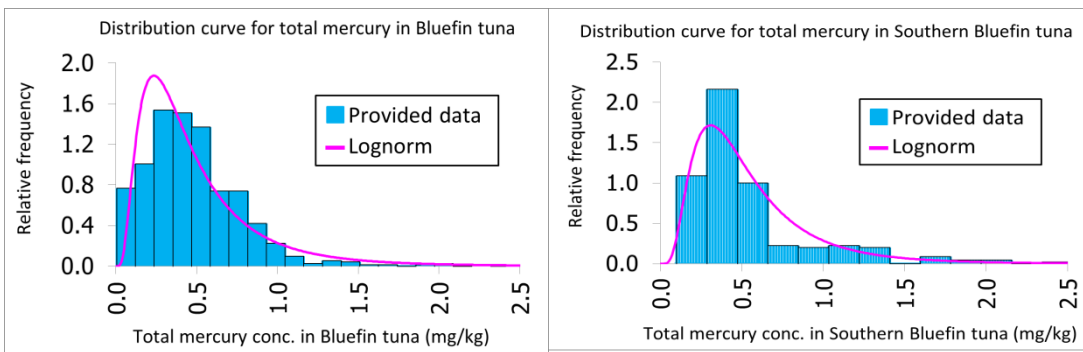 Distribution curve for total mercury in Bluefin tuna
Relative frequency
2.0
1.6
1.2
0.8
0.4
0.0
Provided data
Lognorm
0.0
0.5
1.0
1.5
2.0
2.5
Total mercury conc. in Bluefin tuna (mg/kg)
Distribution curve for total mercury in Southern Bluefin tuna
Relative frequency
2.5
2.0
1.5
1.0
0.5
0.0
Provided data
Lognorm
0.0
0.5
1.0
1.5
2.0
2.5
Total mercury conc. in Southern Bluefin tuna (mg/kg)